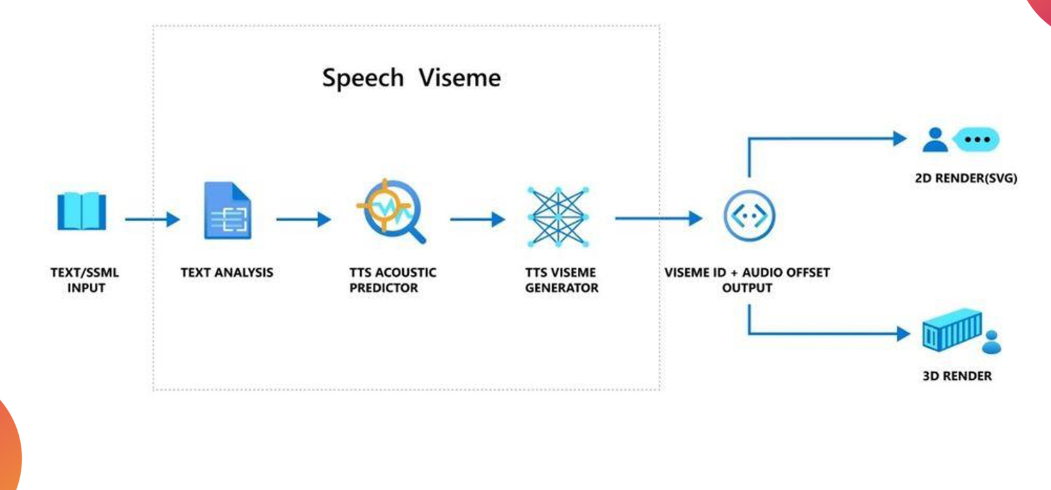 Speech Viseme
TEXT/SSML
INPUT
TEXT ANALYSIS
TTS ACOUSTIC
PREDICTOR
TTS VISEME
GENERATOR
VISEME ID + AUDIO OFFSET
OUTPUT
2D RENDER(SVG)
3D RENDER